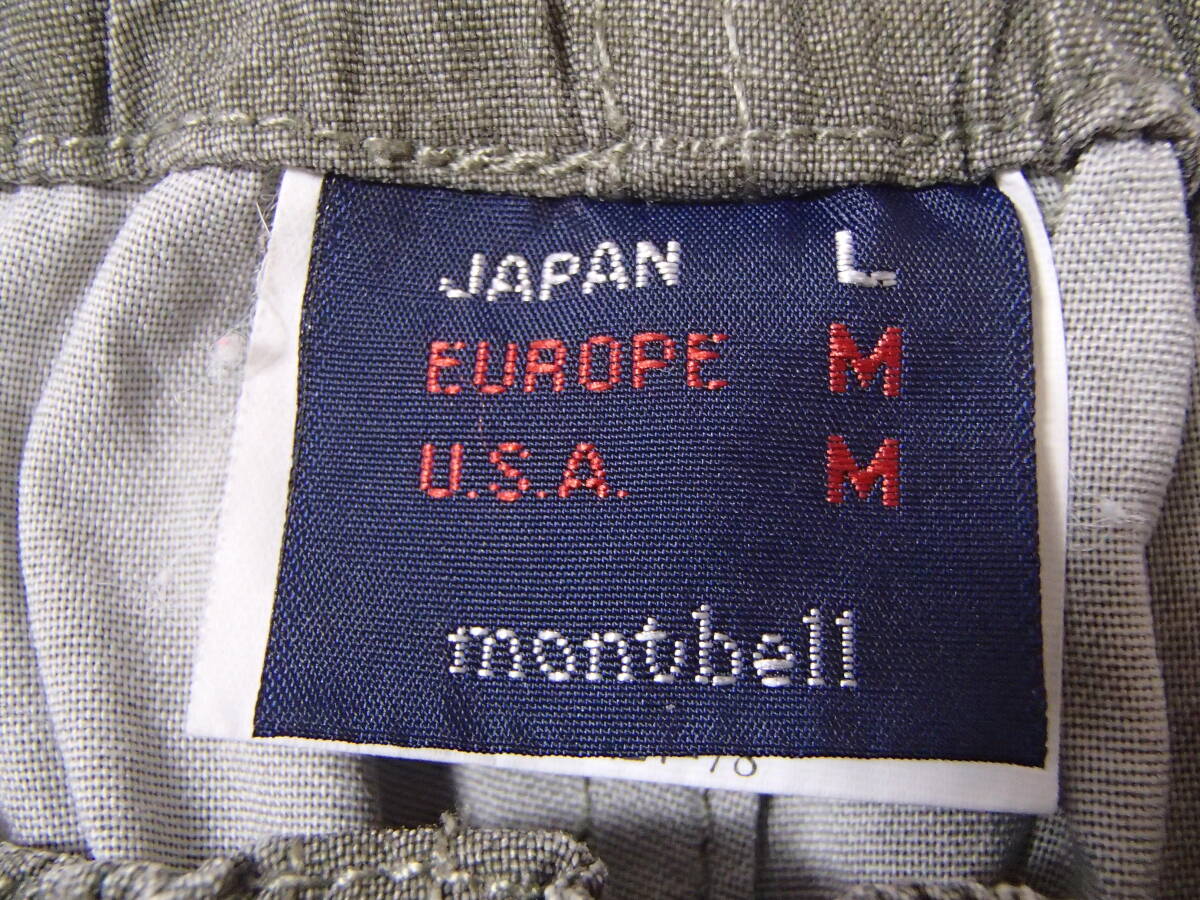 JAPAN L
EUROPE M
U.S.A. M
montbell